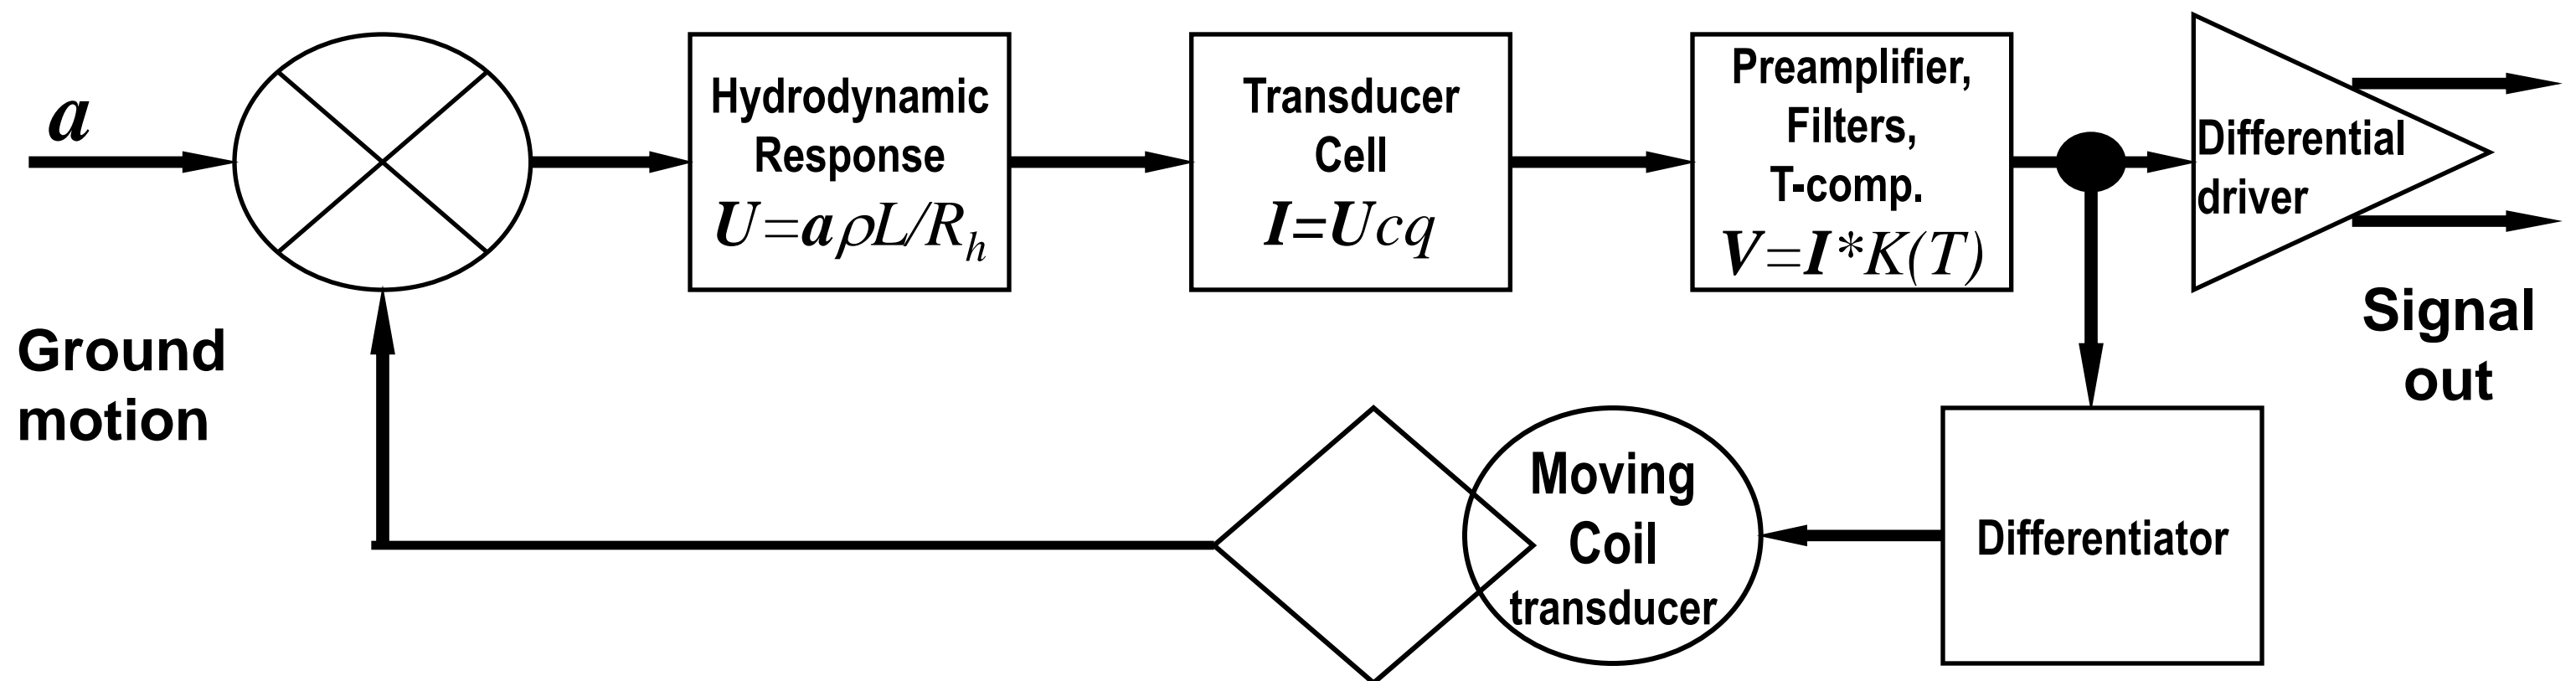 a
Ground
motion
Hydrodynamic
Response
U=aρL/Rₕ
Transducer
Cell
I=Ucq
Preamplifier,
Filters,
T-comp.
V=I*K(T)
Differential
driver
Signal
out
Differentiator
Moving
Coil
transducer